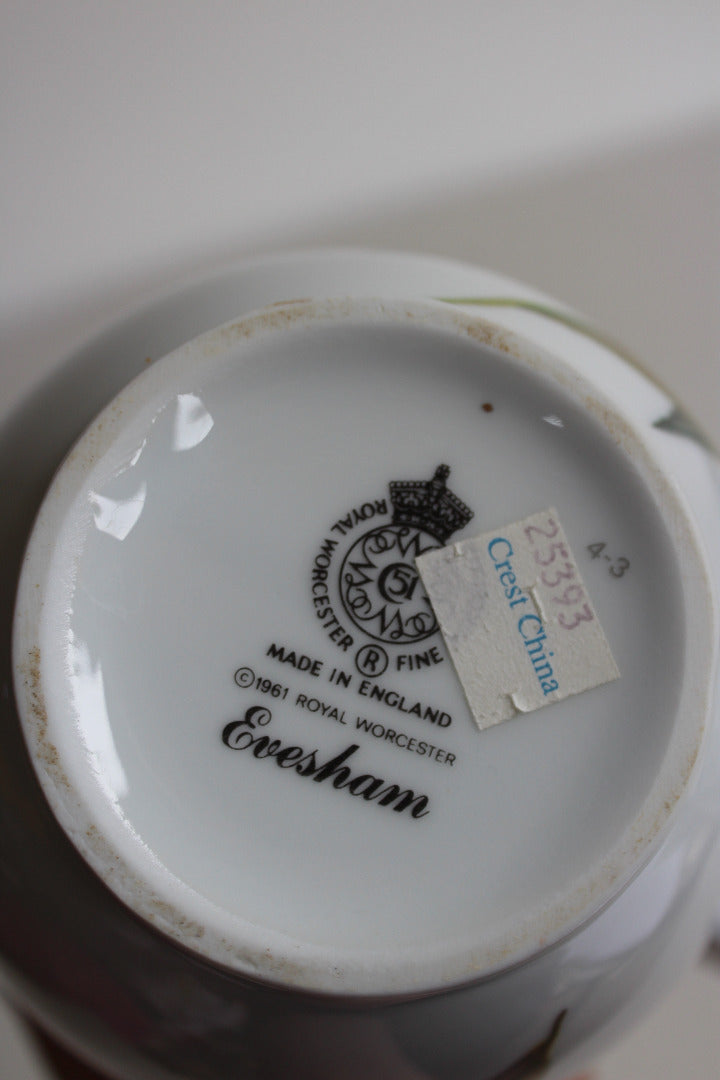 ROYAL WORCESTER ® FINE
51
MADE IN ENGLAND
©1961 ROYAL WORCESTER
Evesham
25393
Crest China
4-3